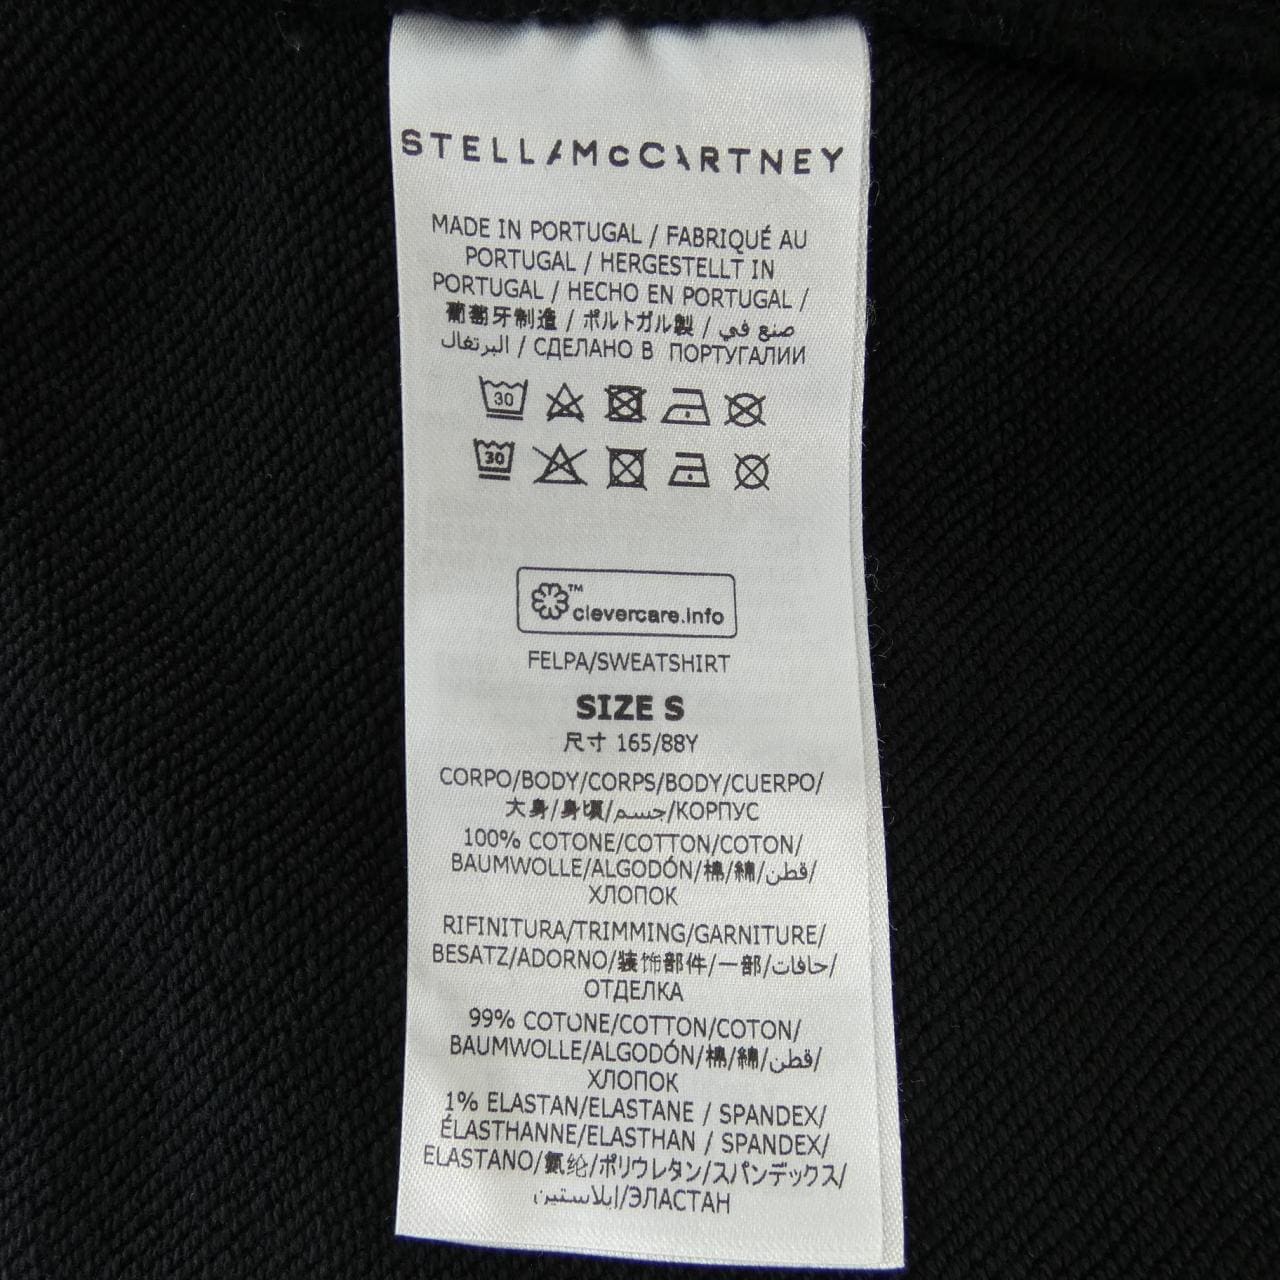 STELLA McCARTNEY
MADE IN PORTUGAL / FABRIQUÉ AU
PORTUGAL / HERGESTELLT IN
PORTUGAL / HECHO EN PORTUGAL /
葡萄牙制造 / ポルトガル製 / صنع في
البرتغال / СДЕЛАНО В ПОРТУГАЛИИ
30
30
™
clevercare.info
FELPA/SWEATSHIRT
SIZE S
尺寸 165/88Y
CORPO/BODY/CORPS/BODY/CUERPO/
大身/身頃/جسم/КОРПУС
100% COTONE/COTTON/COTON/
BAUMWOLLE/ALGODÓN/棉/綿/قطن/
ХЛОПОК
RIFINITURA/TRIMMING/GARNITURE/
BESATZ/ADORNO/装饰部件/一部/حافات/
ОТДЕЛКА
99% COTONE/COTTON/COTON/
BAUMWOLLE/ALGODÓN/棉/綿/قطن/
ХЛОПОК
1% ELASTAN/ELASTANE / SPANDEX/
ÉLASTHANNE/ELASTHAN / SPANDEX/
ELASTANO/氨纶/ポリウレタン/スパンデックス/
إيلاستين/ЭЛАСТАН